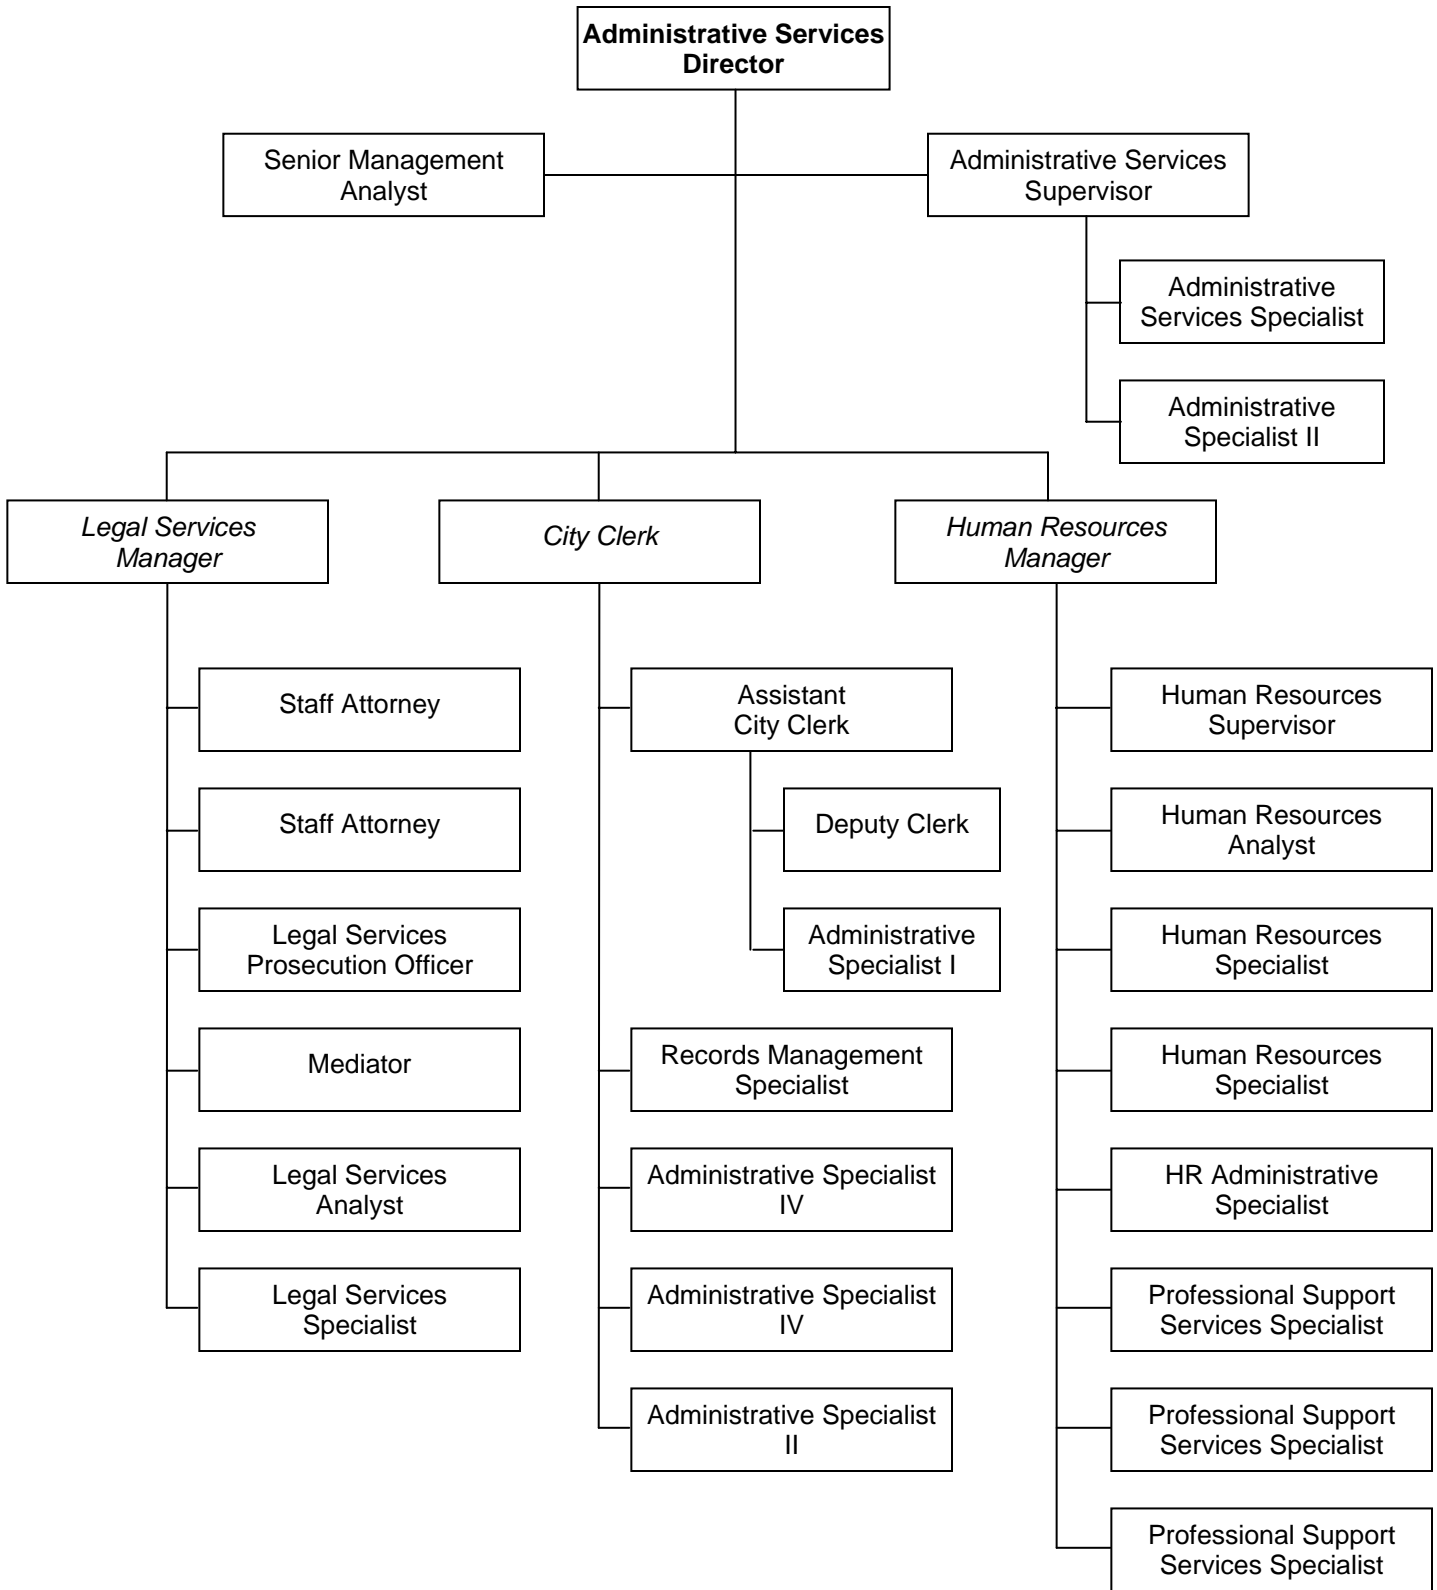 Administrative Services
Director
Senior Management
Analyst
Administrative Services
Supervisor
Administrative
Services Specialist
Administrative
Specialist II
Legal Services
Manager
City Clerk
Human Resources
Manager
Staff Attorney
Staff Attorney
Legal Services
Prosecution Officer
Mediator
Legal Services
Analyst
Legal Services
Specialist
Assistant
City Clerk
Deputy Clerk
Administrative
Specialist I
Records Management
Specialist
Administrative Specialist
IV
Administrative Specialist
IV
Administrative Specialist
II
Human Resources
Supervisor
Human Resources
Analyst
Human Resources
Specialist
Human Resources
Specialist
HR Administrative
Specialist
Professional Support
Services Specialist
Professional Support
Services Specialist
Professional Support
Services Specialist